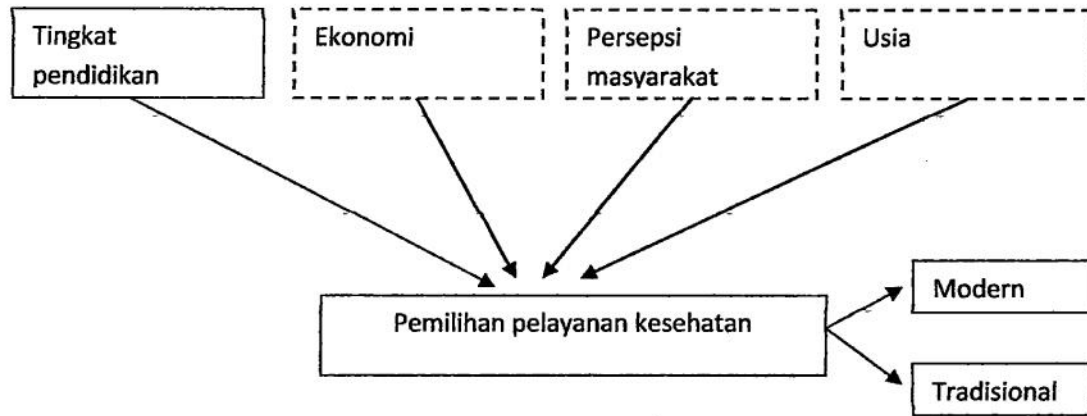 Tingkat
pendidikan
Ekonomi
Persepsi
masyarakat
Usia
Pemilihan pelayanan kesehatan
Modern
Tradisional